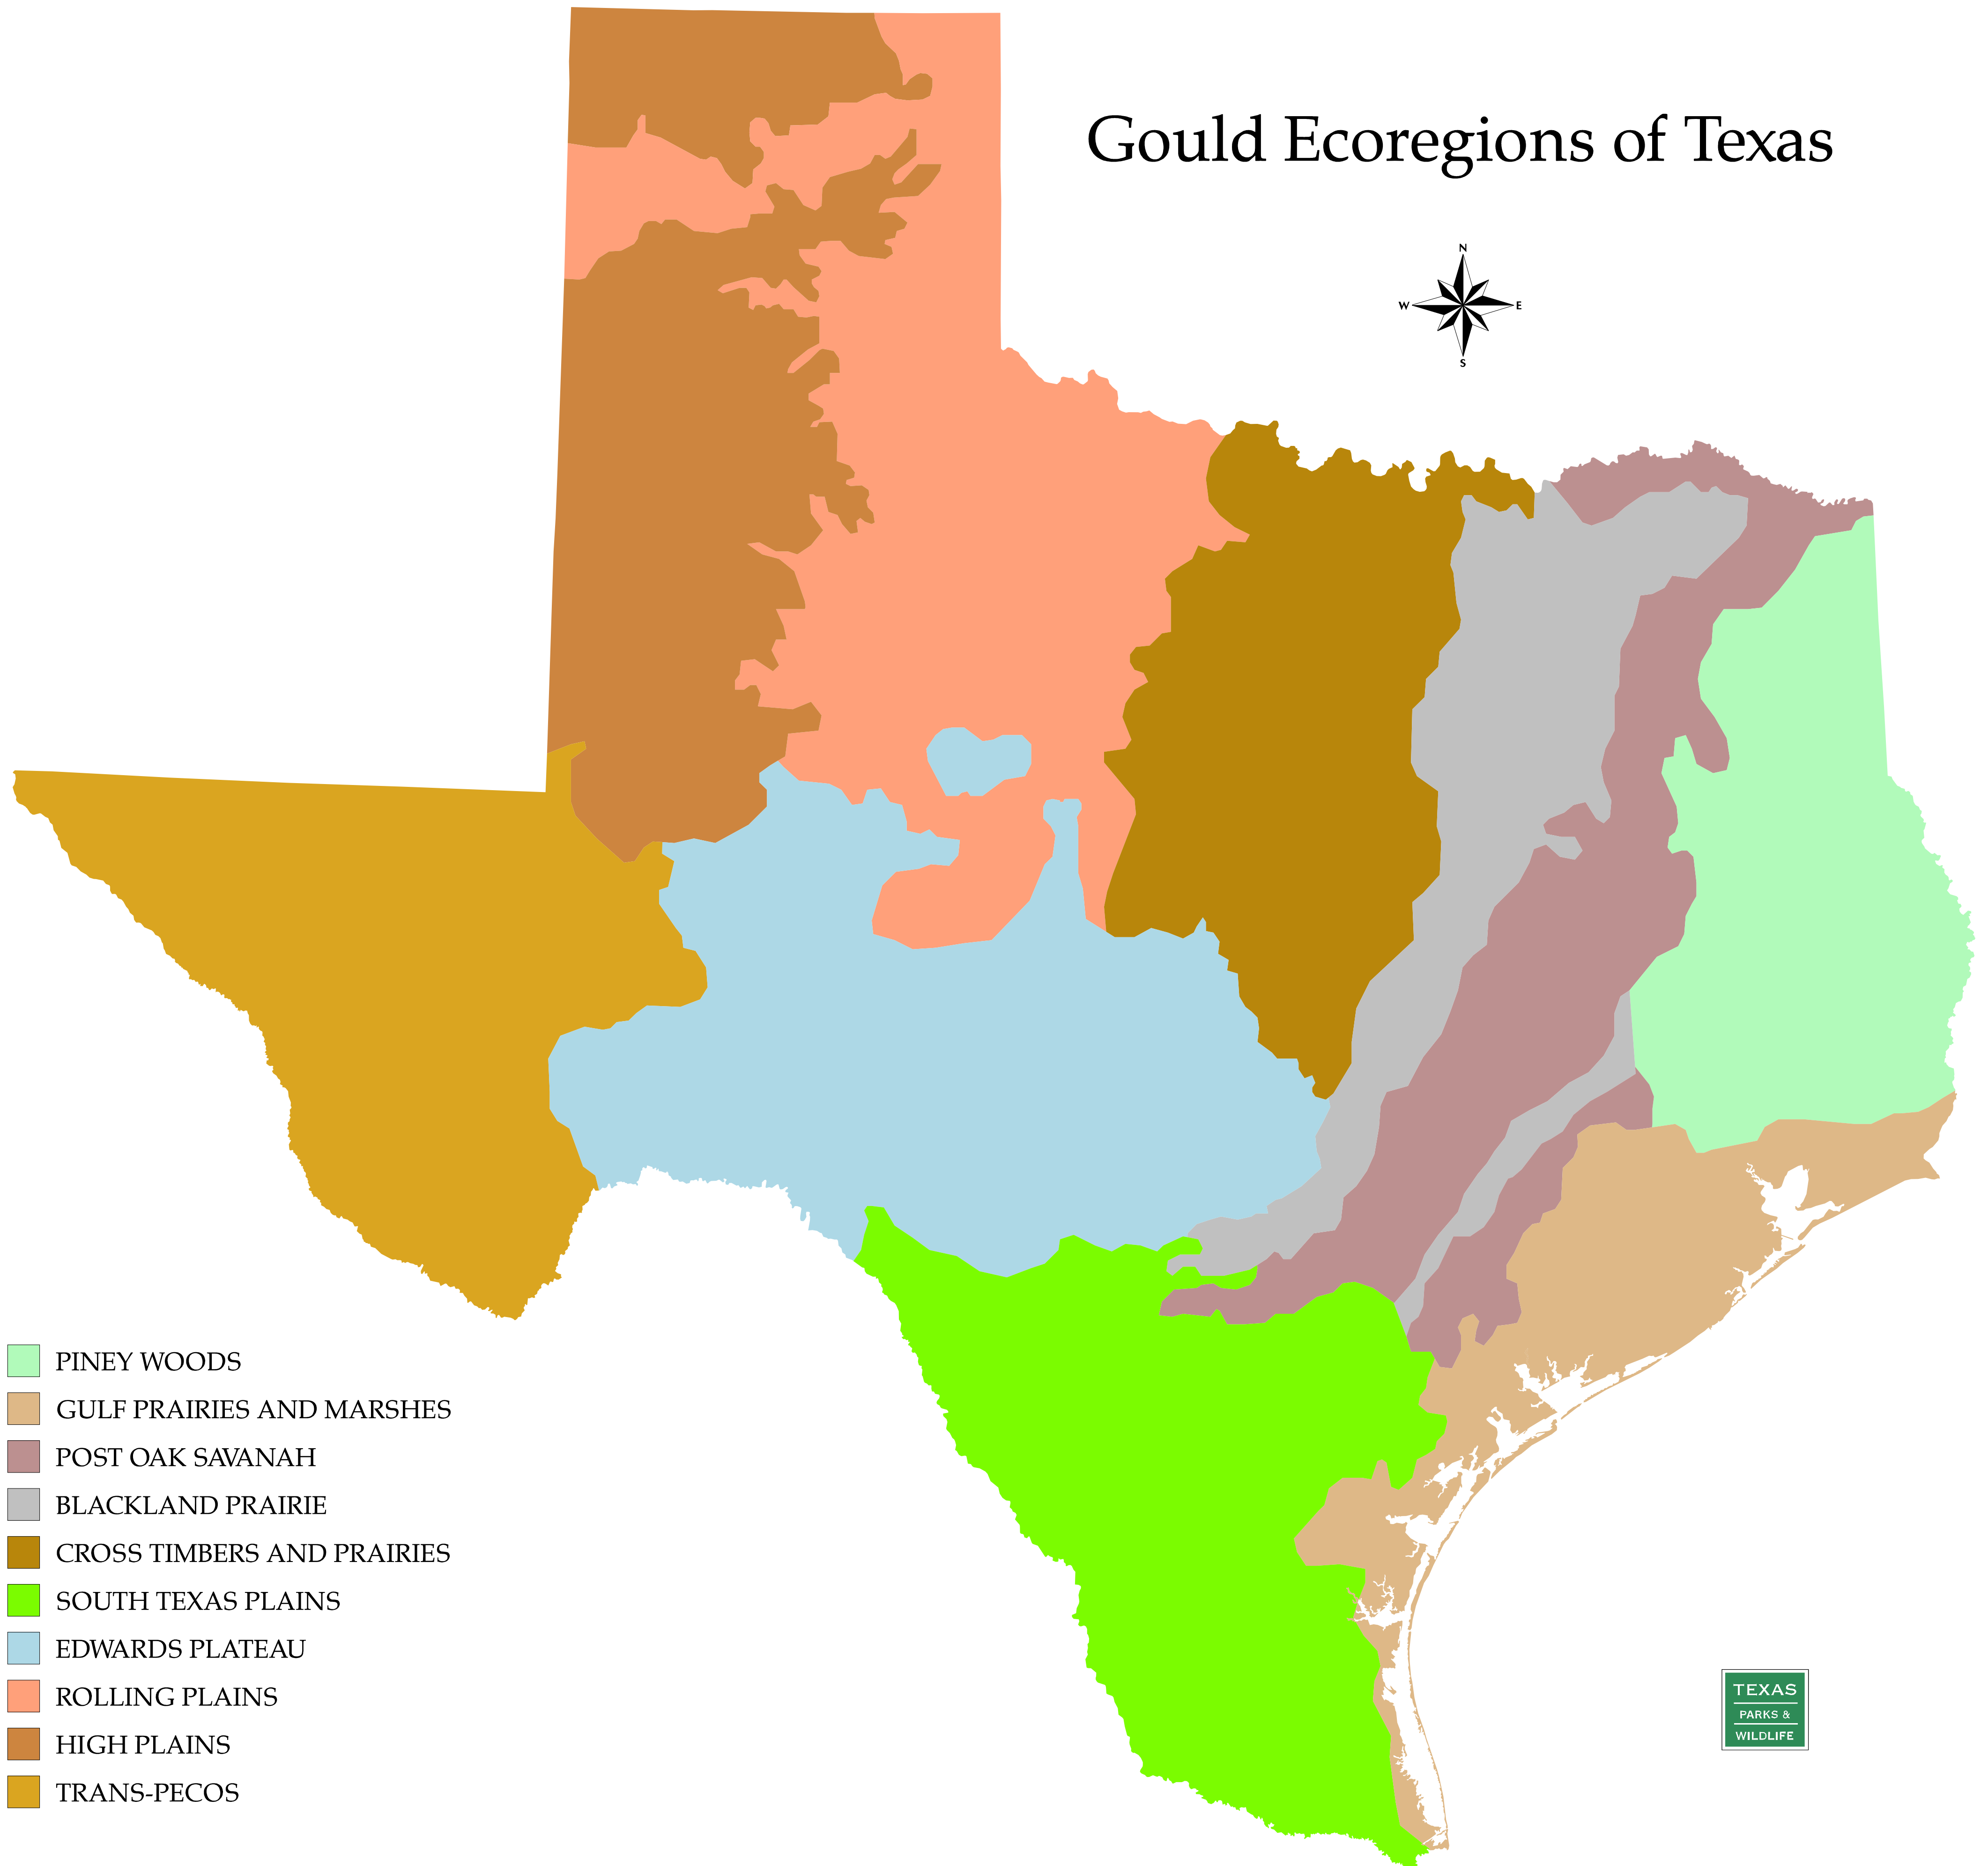 Gould Ecoregions of Texas
N
W E
S
PINEY WOODS
GULF PRAIRIES AND MARSHES
POST OAK SAVANAH
BLACKLAND PRAIRIE
CROSS TIMBERS AND PRAIRIES
SOUTH TEXAS PLAINS
EDWARDS PLATEAU
ROLLING PLAINS
HIGH PLAINS
TRANS-PECOS
TEXAS
PARKS &
WILDLIFE